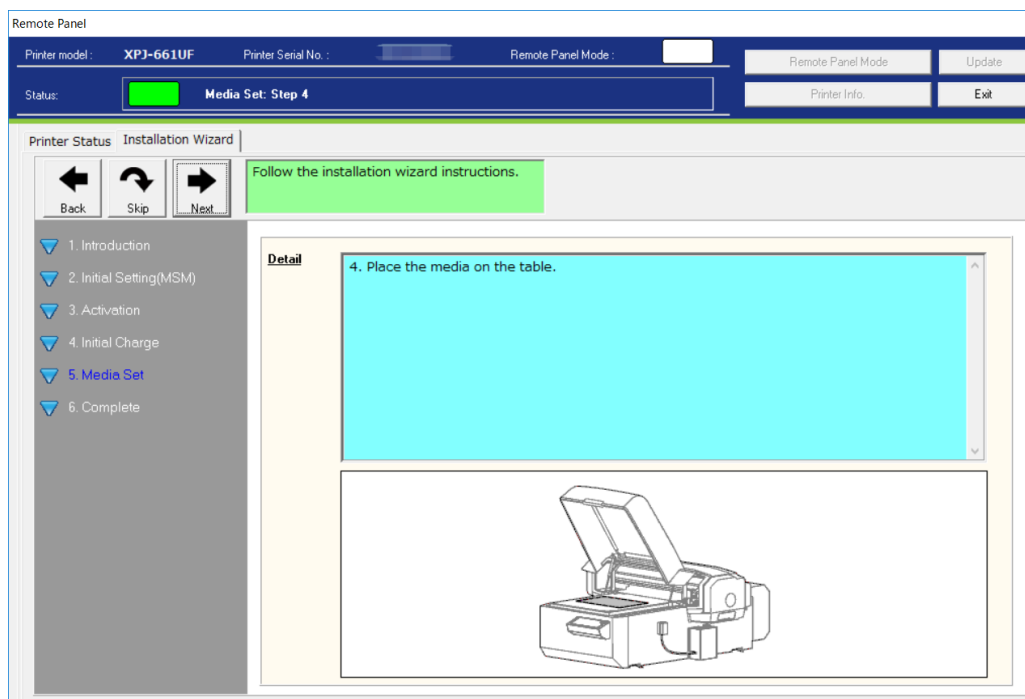 Remote Panel
Printer model : XPJ-661UF Printer Serial No. : Remote Panel Mode :
Remote Panel Mode Update
Status: Media Set: Step 4
Printer Info. Exit
Printer Status Installation Wizard
Back Skip Next
Follow the installation wizard instructions.
1. Introduction
2. Initial Setting(MSM)
3. Activation
4. Initial Charge
5. Media Set
6. Complete
Detail
4. Place the media on the table.